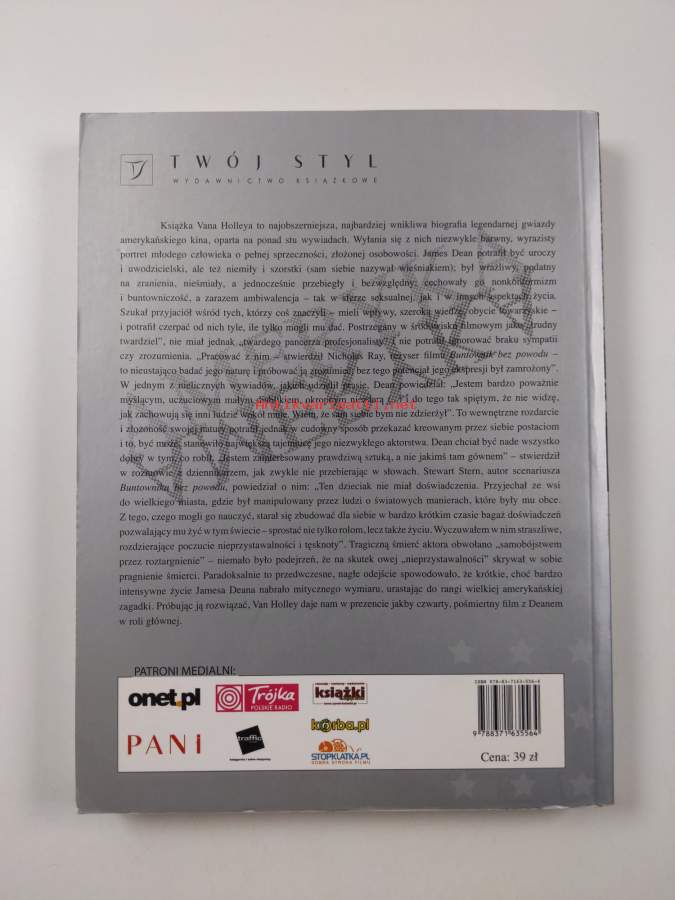 TWÓJ STYL
WYDAWNICTWO KSIĄŻKOWE
Książka Vana Holleya to najobszerniejsza, najbardziej wnikliwa biografia legendarnej gwiazdy
amerykańskiego kina, oparta na ponad stu wywiadach. Wyłania się z nich niezwykle barwny, wyrazisty
portret młodego człowieka o pełnej sprzeczności, złożonej osobowości. James Dean potrafił być uroczy
i uwodzicielski, ale też niemiły i szorstki (sam siebie nazywał wieśniakiem); był wrażliwy, podatny
na zranienia, nieśmiały, a jednocześnie przebiegły i bezwzględny; cechowały go nonkonformizm
i buntowniczość, a zarazem ambiwalencja – tak w sferze seksualnej, jak i w innych aspektach życia.
Szukał przyjaciół wśród tych, którzy coś znaczyli – mieli wpływy, szeroką wiedzę, obycie towarzyskie –
i potrafił czerpać od nich tyle, ile tylko mogli mu dać. Postrzegany w środowisku filmowym jako „trudny
twardziel”, nie miał jednak „twardego pancerza profesjonalisty” i nie potrafił ignorować braku sympatii
czy zrozumienia. „Pracować z nim – stwierdził Nicholas Ray, reżyser filmu Buntownik bez powodu –
to nieustająco badać jego naturę i próbować ją zrozumieć; bez tego potencjał jego ekspresji był zamrożony”.
W jednym z nielicznych wywiadów, jakich udzielił prasie, Dean powiedział: „Jestem bardzo poważnie
myślącym, uczuciowym małym diabełkiem, okropnym niezdarą i do tego tak spiętym, że nie widzę,
jak zachowują się inni ludzie wokół mnie. Wiem, że sam siebie bym nie zdzierżył”. To wewnętrzne rozdarcie
i złożoność swojej natury potrafił jednak w cudowny sposób przekazać kreowanym przez siebie postaciom
i to, być może, stanowiło największą tajemnicę jego niezwykłego aktorstwa. Dean chciał być nade wszystko
dobry w tym, co robił. „Jestem zainteresowany prawdziwą sztuką, a nie jakimś tam gównem” – stwierdził
w rozmowie z dziennikarzem, jak zwykle nie przebierając w słowach. Stewart Stern, autor scenariusza
Buntownika bez powodu, powiedział o nim: „Ten dzieciak nie miał doświadczenia. Przyjechał ze wsi
do wielkiego miasta, gdzie był manipulowany przez ludzi o światowych manierach, które były mu obce.
Z tego, czego mogli go nauczyć, starał się zbudować dla siebie w bardzo krótkim czasie bagaż doświadczeń
pozwalający mu żyć w tym świecie – sprostać nie tylko rolom, lecz także życiu. Wyczuwałem w nim straszliwe,
rozdzierające poczucie nieprzystawalności i tęsknoty”. Tragiczną śmierć aktora obwołano „samobójstwem
przez roztargnienie” – niemało było podejrzeń, że na skutek owej „nieprzystawalności” skrywał w sobie
pragnienie śmierci. Paradoksalnie to przedwczesne, nagłe odejście spowodowało, że krótkie, choć bardzo
intensywne życie Jamesa Deana nabrało mitycznego wymiaru, urastając do rangi wielkiej amerykańskiej
zagadki. Próbując ją rozwiązać, Van Holley daje nam w prezencie jakby czwarty, pośmiertny film z Deanem
w roli głównej.
Antikvariaatti.net
PATRONI MEDIALNI:
onet.pl
Trójka
POLSKIE RADIO
książki
korba.pl
PANI
traffic
STOPKLATKA.PL
DOBRA STRONA FILMU
ISBN 978-83-7163-556-4
9 788371 635564
Cena: 39 zł